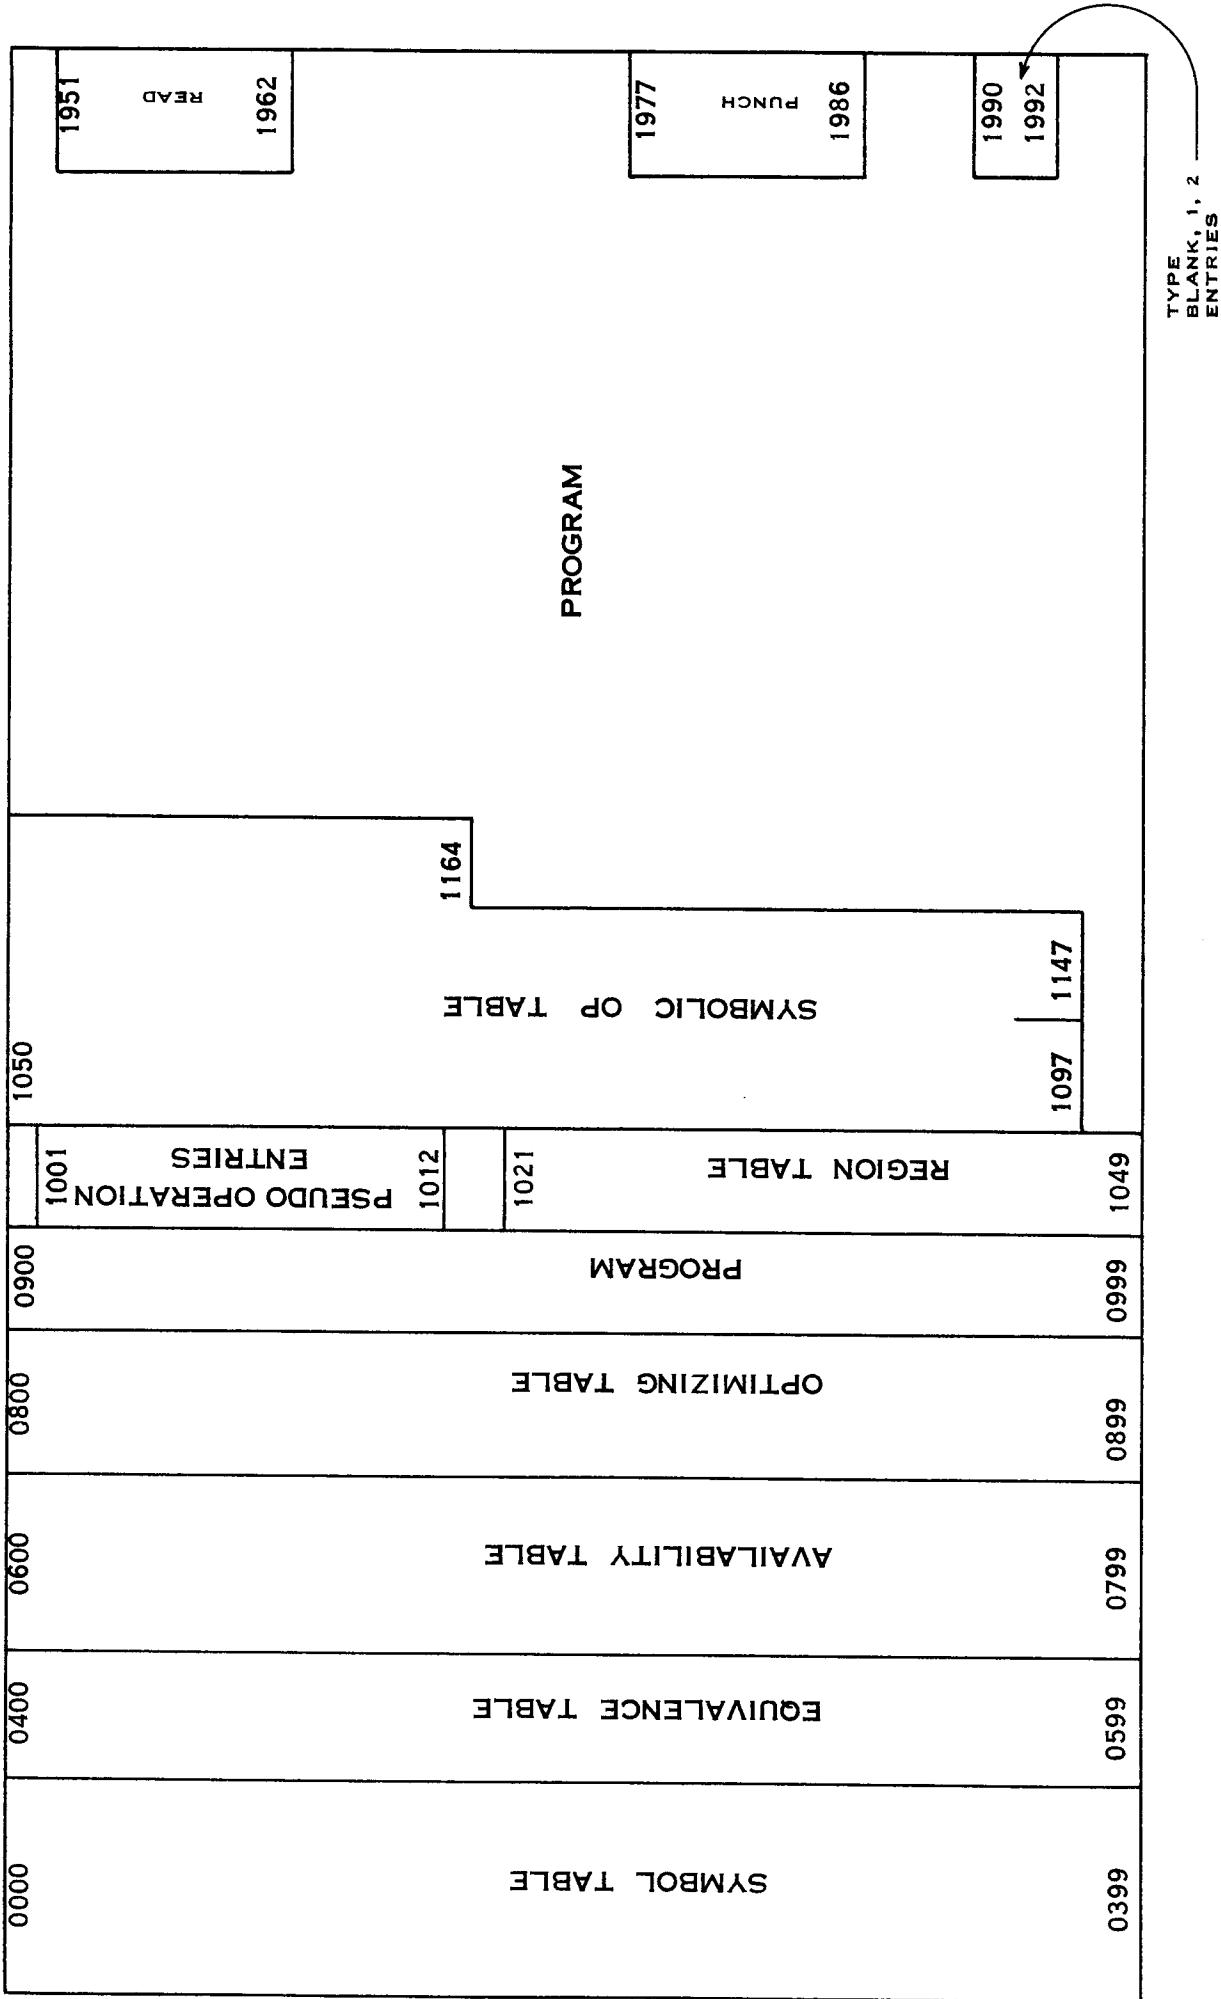 0000
SYMBOL TABLE
0399
0400
EQUIVALENCE TABLE
0599
0600
AVAILABILITY TABLE
0799
0800
OPTIMIZING TABLE
0899
0900
PROGRAM
0999
1001
PSEUDO OPERATION
ENTRIES
1012
1021
REGION TABLE
1049
1050
SYMBOLIC OP TABLE
1097
1147
1164
PROGRAM
1951
READ
1962
1977
PUNCH
1986
1990
1992
TYPE
BLANK, 1, 2
ENTRIES